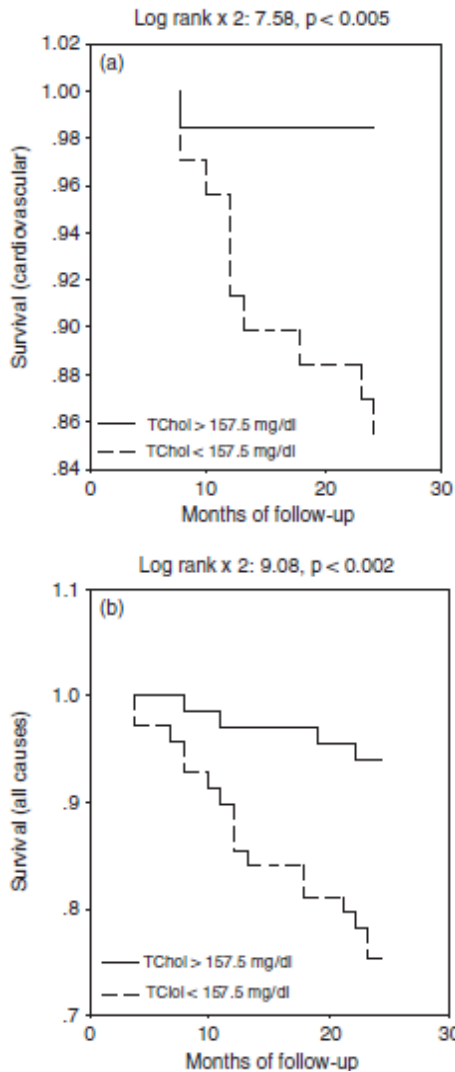 Log rank x 2: 7.58, p < 0.005
(a)
1.02
1.00
.98
.96
.94
.92
.90
.88
.86
.84
Survival (cardiovascular)
TChol > 157.5 mg/dl
TChol < 157.5 mg/dl
0 10 20 30
Months of follow-up
Log rank x 2: 9.08, p < 0.002
(b)
1.1
1.0
.9
.8
.7
Survival (all causes)
TChol > 157.5 mg/dl
TClol < 157.5 mg/dl
0 10 20 30
Months of follow-up